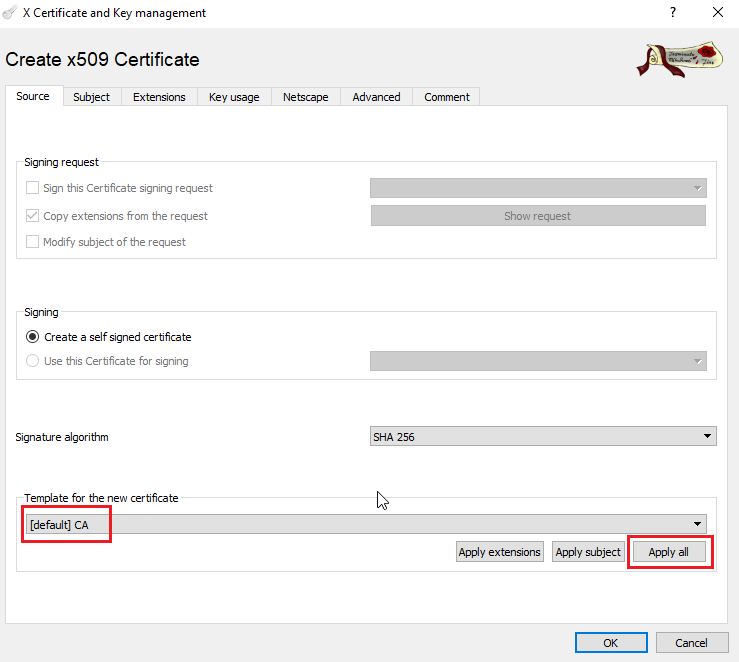 X Certificate and Key management
?
Create x509 Certificate
Source Subject Extensions Key usage Netscape Advanced Comment
Signing request
Sign this Certificate signing request
Copy extensions from the request Show request
Modify subject of the request
Signing
Create a self signed certificate
Use this Certificate for signing
Signature algorithm SHA 256
Template for the new certificate
[default] CA
Apply extensions Apply subject Apply all
OK Cancel